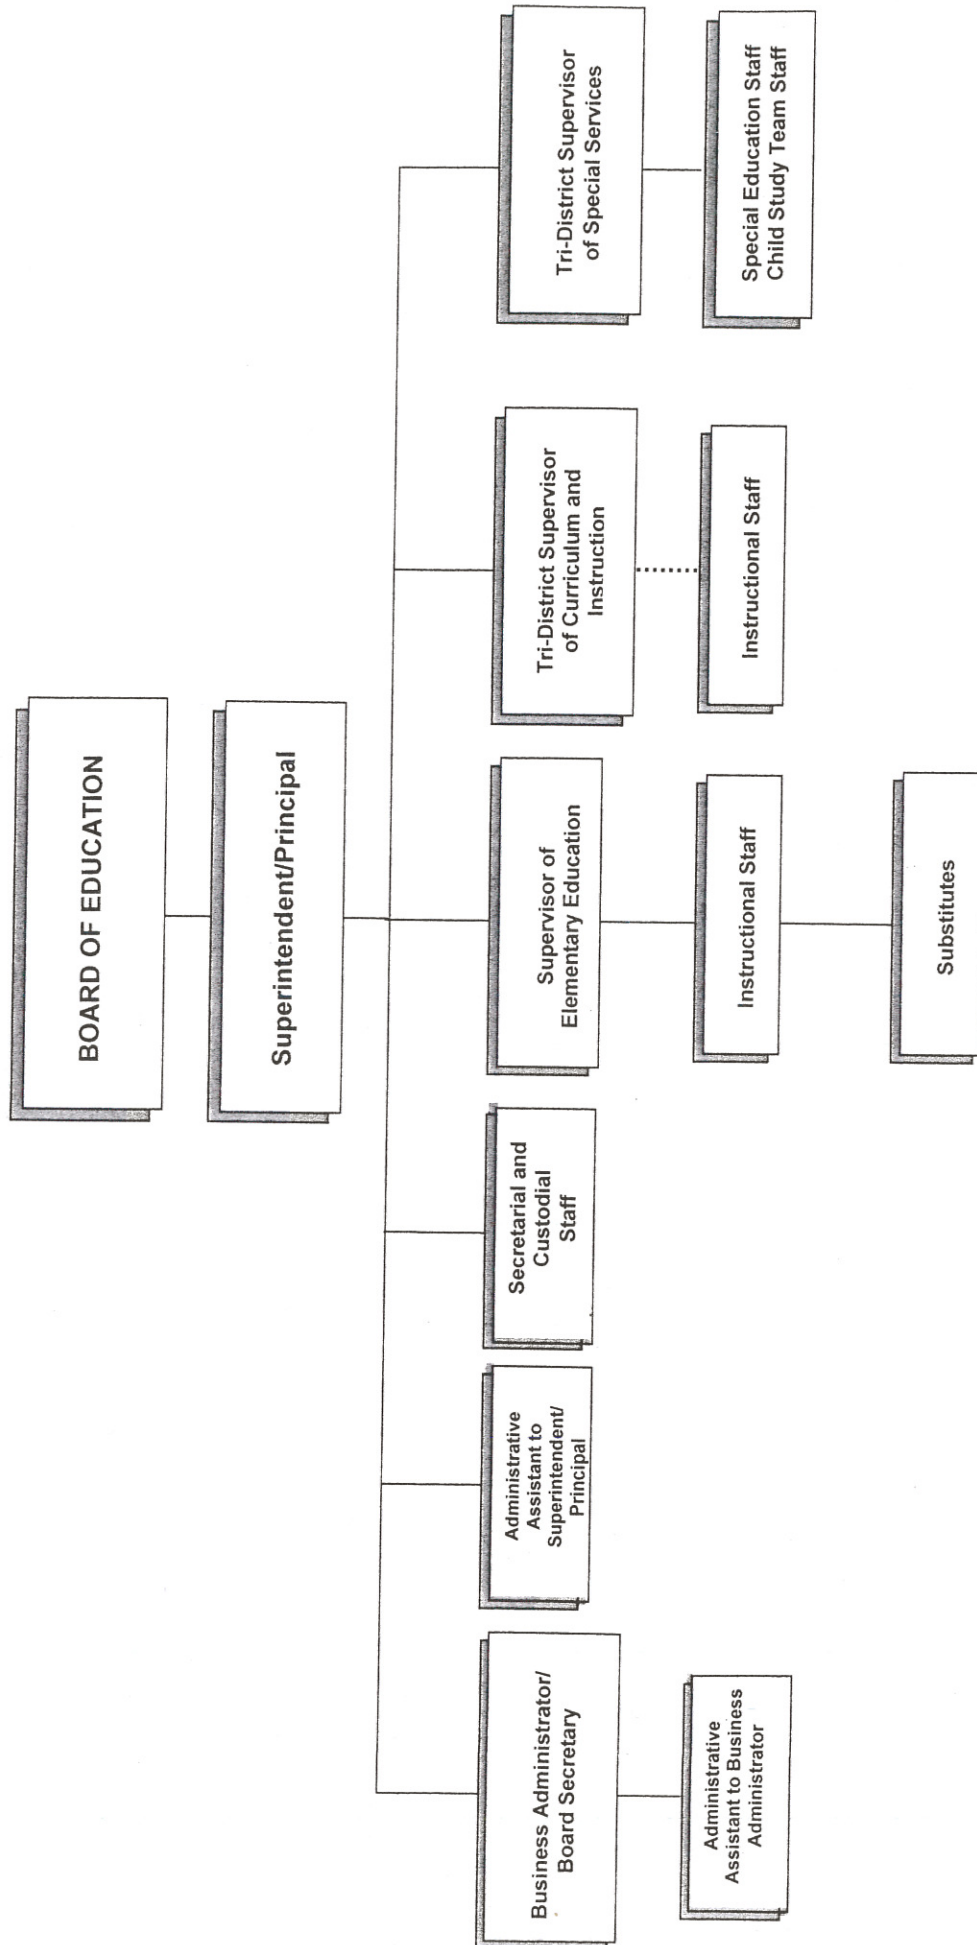 BOARD OF EDUCATION
Superintendent/Principal
Business Administrator/
Board Secretary
Administrative
Assistant to
Superintendent/
Principal
Secretarial and
Custodial
Staff
Supervisor of
Elementary Education
Tri-District Supervisor
of Curriculum and
Instruction
Tri-District Supervisor
of Special Services
Administrative
Assistant to Business
Administrator
Instructional Staff
Instructional Staff
Special Education Staff
Child Study Team Staff
Substitutes